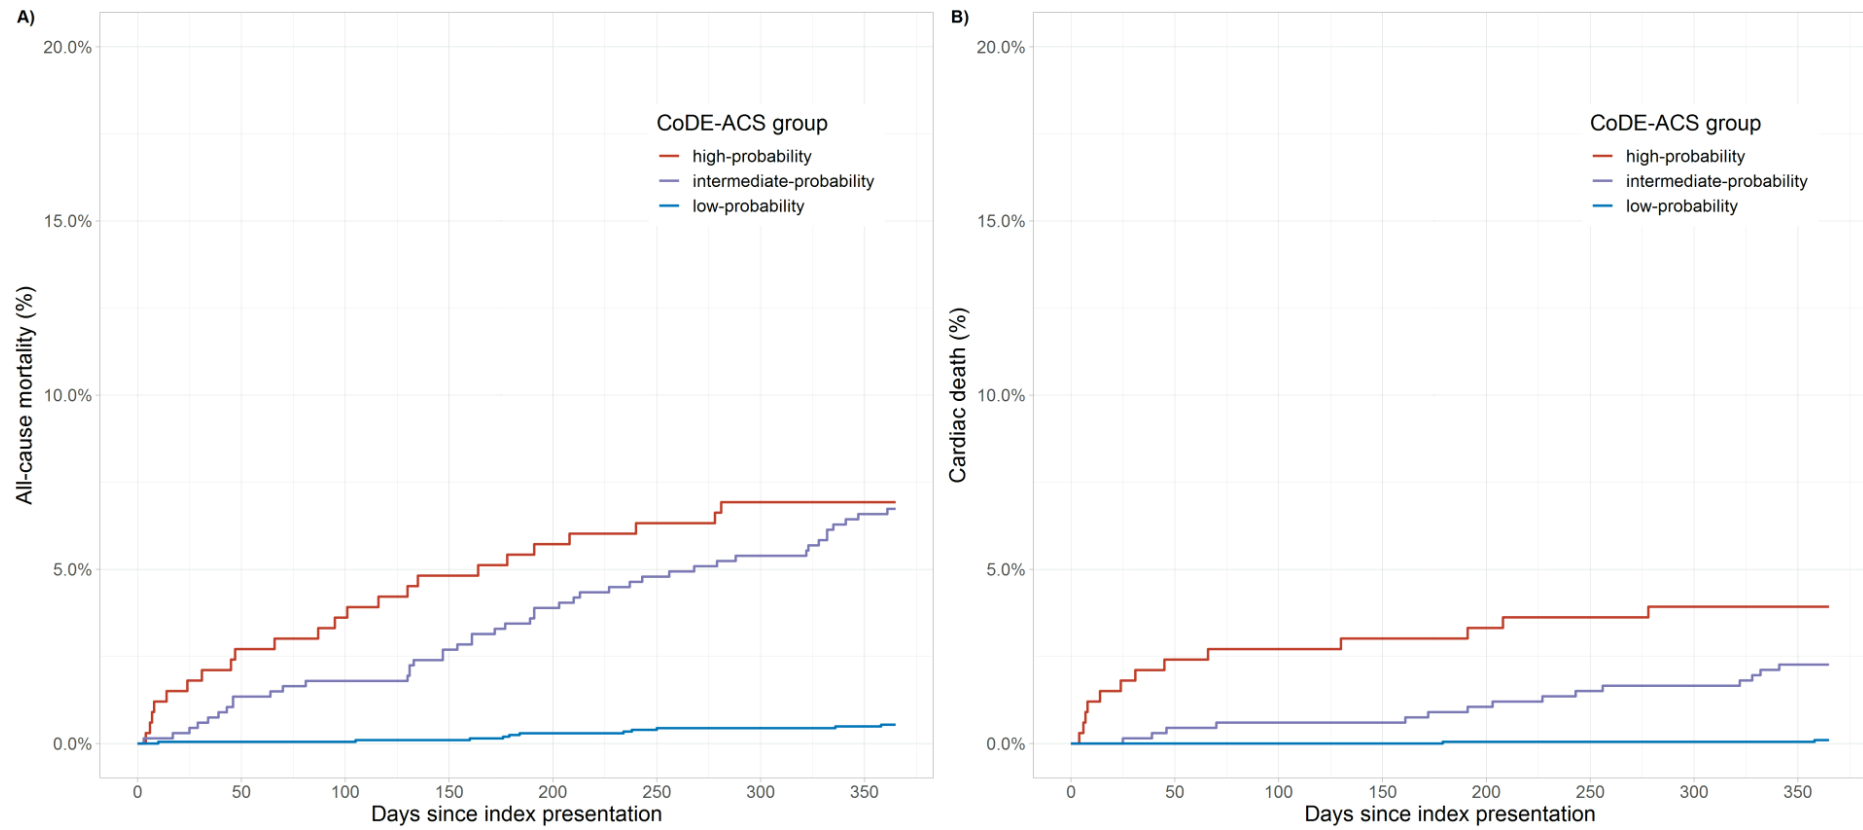 A)
All-cause mortality (%)
20.0%
15.0%
10.0%
5.0%
0.0%
CoDE-ACS group
high-probability
intermediate-probability
low-probability
0 50 100 150 200 250 300 350
Days since index presentation
B)
Cardiac death (%)
20.0%
15.0%
10.0%
5.0%
0.0%
CoDE-ACS group
high-probability
intermediate-probability
low-probability
0 50 100 150 200 250 300 350
Days since index presentation